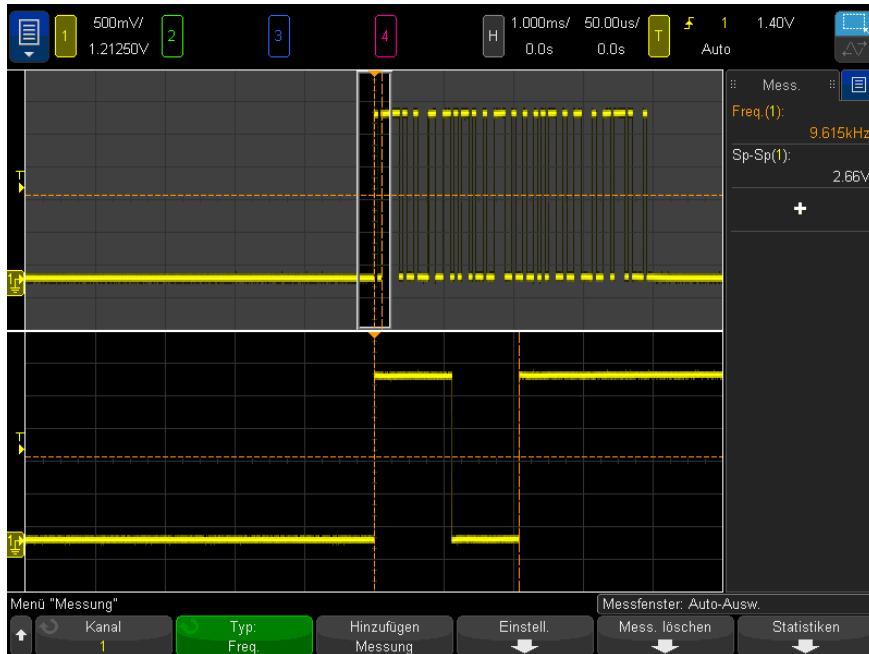 1
500mV/
1.21250V
2
3
4
H
1.000ms/
0.0s
50.00us/
0.0s
T
1
1.40V
Auto
T
1
T
1
Mess.
Freq.(1):
9.615kHz
Sp-Sp(1):
2.66V
+
Menü "Messung"
Messfenster: Auto-Ausw.
Kanal
1
Typ:
Freq.
Hinzufügen
Messung
Einstell.
Mess. löschen
Statistiken